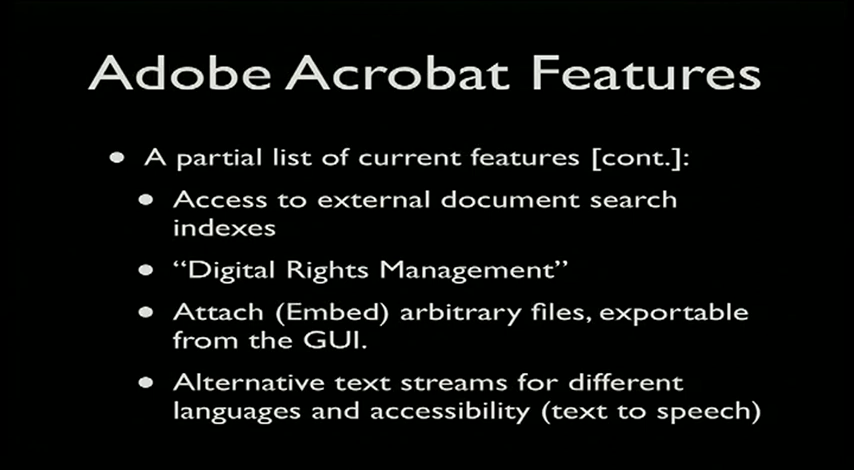 Adobe Acrobat Features
• A partial list of current features [cont.]:
• Access to external document search
indexes
• “Digital Rights Management”
• Attach (Embed) arbitrary files, exportable
from the GUI.
• Alternative text streams for different
languages and accessibility (text to speech)